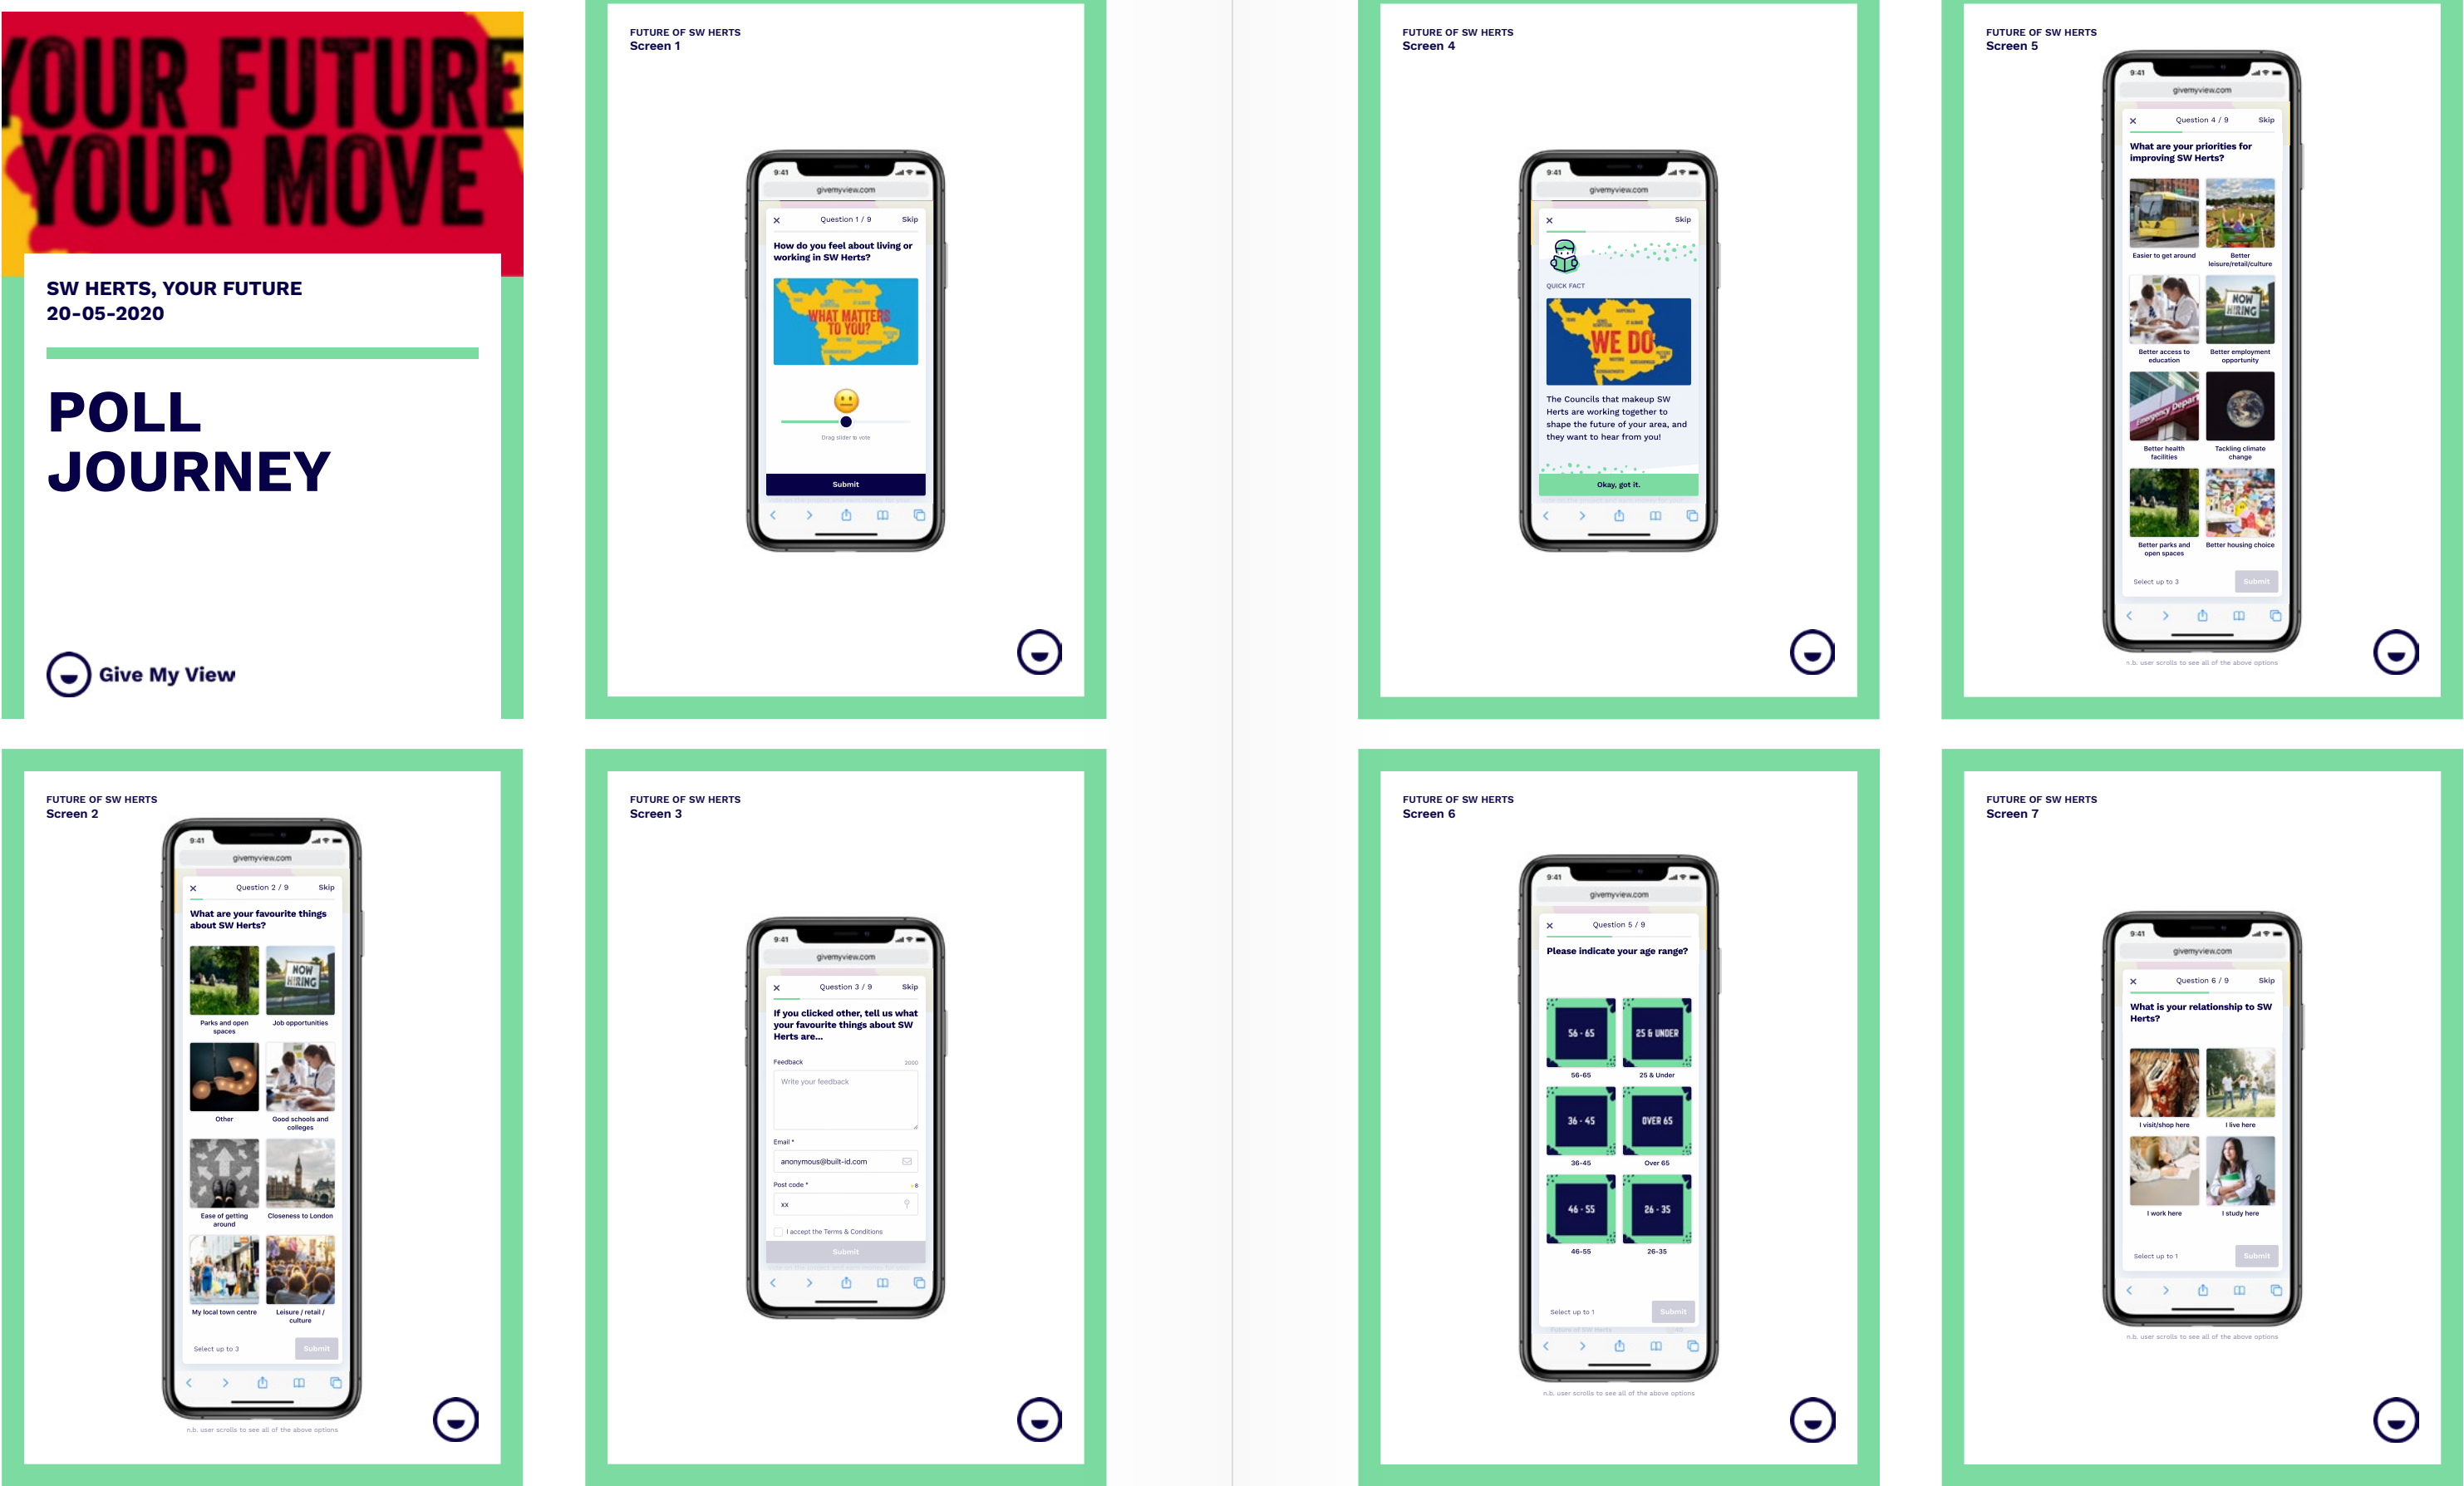 YOUR FUTURE
YOUR MOVE
SW HERTS, YOUR FUTURE
20-05-2020
POLL
JOURNEY
Give My View
FUTURE OF SW HERTS
Screen 1
9:41
givemyview.com
Question 1 / 9
Skip
How do you feel about living or
working in SW Herts?
WHAT MATTERS
TO YOU?
Drag slider to vote
Submit
FUTURE OF SW HERTS
Screen 2
9:41
givemyview.com
Question 2 / 9
Skip
What are your favourite things
about SW Herts?
NOW
HIRING
Parks and open
spaces
Job opportunities
Other
Good schools and
colleges
Ease of getting
around
Closeness to London
My local town centre
Leisure / retail /
culture
Select up to 3
Submit
n.b. user scrolls to see all of the above options
FUTURE OF SW HERTS
Screen 3
9:41
givemyview.com
Question 3 / 9
Skip
If you clicked other, tell us what
your favourite things about SW
Herts are...
Feedback
2000
Write your feedback
Email *
anonymous@built-id.com
Post code *
8
xx
I accept the Terms & Conditions
Submit
FUTURE OF SW HERTS
Screen 4
9:41
givemyview.com
Skip
QUICK FACT
WE DO
The Councils that makeup SW
Herts are working together to
shape the future of your area, and
they want to hear from you!
Okay, got it.
FUTURE OF SW HERTS
Screen 5
9:41
givemyview.com
Question 4 / 9
Skip
What are your priorities for
improving SW Herts?
Easier to get around
Better
leisure/retail/culture
NOW
HIRING
Better access to
education
Better employment
opportunity
Emergency Depart
Better health
facilities
Tackling climate
change
Better parks and
open spaces
Better housing choice
Select up to 3
Submit
n.b. user scrolls to see all of the above options
FUTURE OF SW HERTS
Screen 6
9:41
givemyview.com
Question 5 / 9
Please indicate your age range?
56 - 65
25 & UNDER
56-65
25 & Under
36 - 45
OVER 65
36-45
Over 65
46 - 55
26 - 35
46-55
26-35
Select up to 1
Submit
Future of SW Herts
n.b. user scrolls to see all of the above options
FUTURE OF SW HERTS
Screen 7
9:41
givemyview.com
Question 6 / 9
Skip
What is your relationship to SW
Herts?
I visit/shop here
I live here
I work here
I study here
Select up to 1
Submit
n.b. user scrolls to see all of the above options